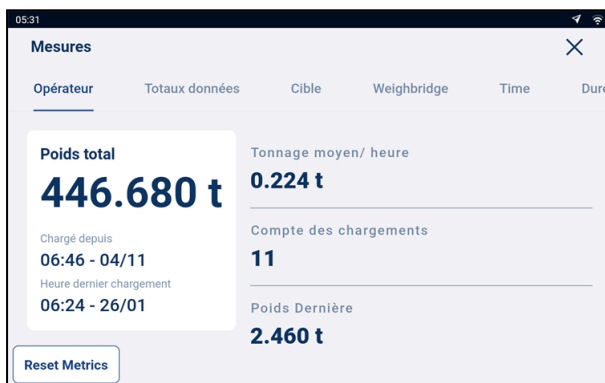 05:31
Mesures
Opérateur Totaux données Cible Weighbridge Time Duré
Poids total
446.680 t
Chargé depuis
06:46 - 04/11
Heure dernier chargement
06:24 - 26/01
Tonnage moyen/ heure
0.224 t
Compte des chargements
11
Poids Dernière
2.460 t
Reset Metrics